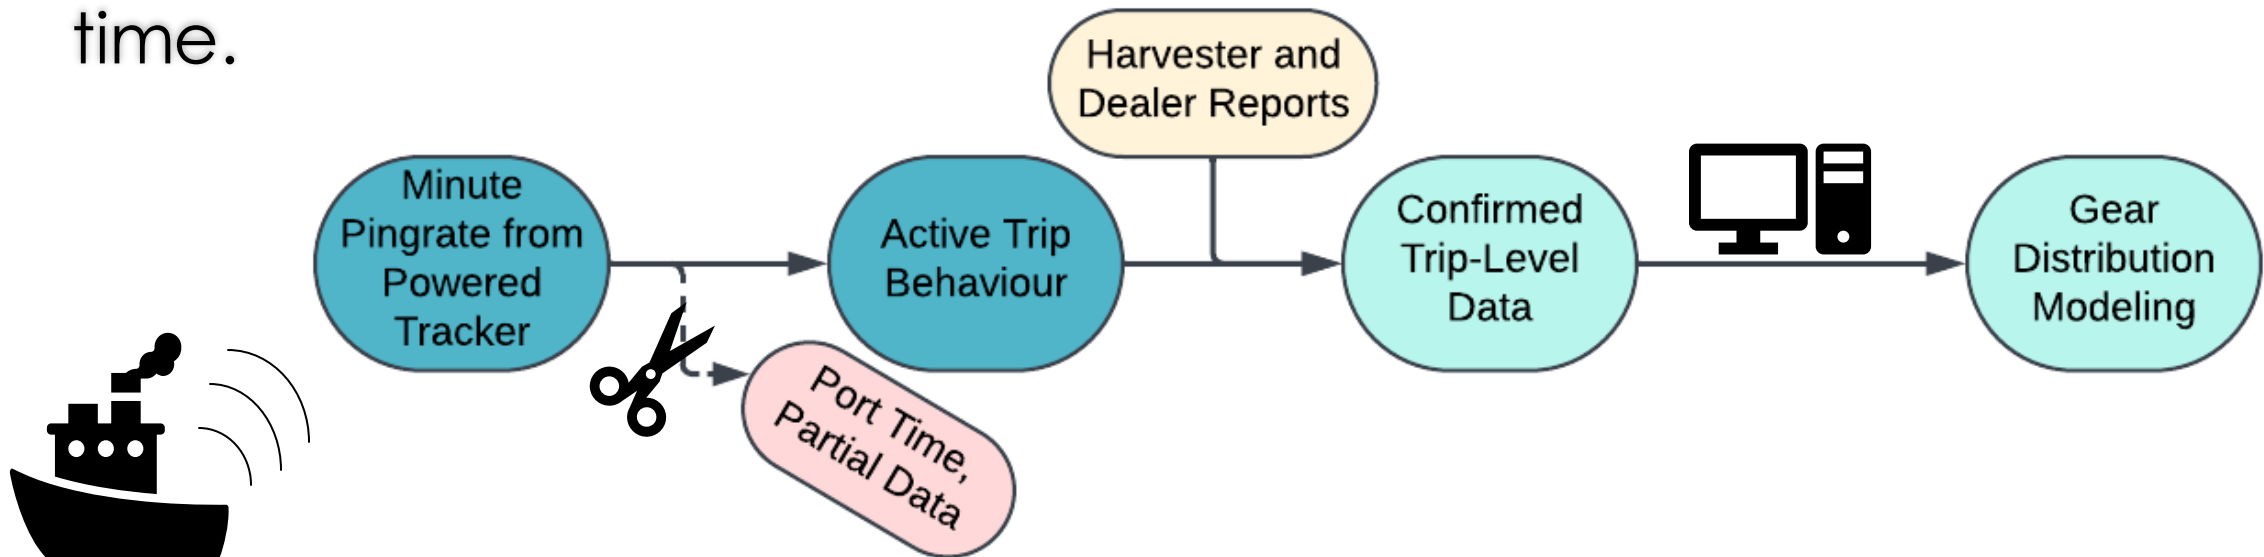 time.
Harvester and
Dealer Reports
Minute
Pingrate from
Powered
Tracker
Active Trip
Behaviour
Confirmed
Trip-Level
Data
Gear
Distribution
Modeling
Port Time,
Partial Data